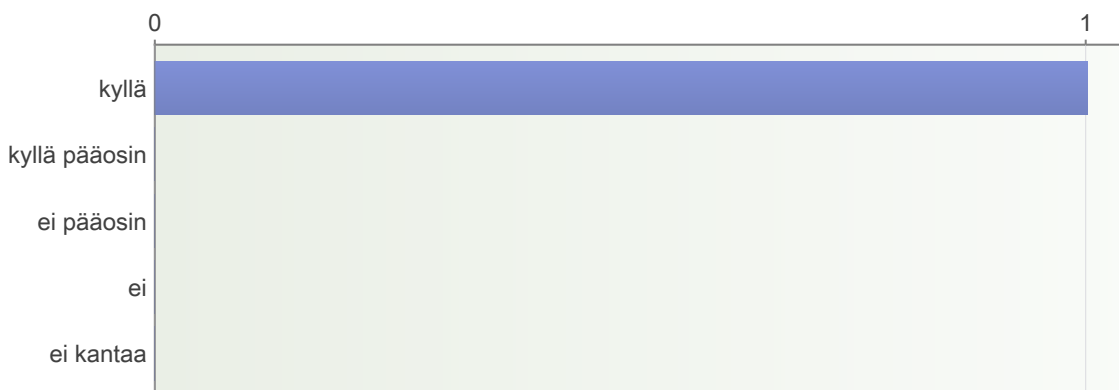 0 1
kyllä
kyllä pääosin
ei pääosin
ei
ei kantaa